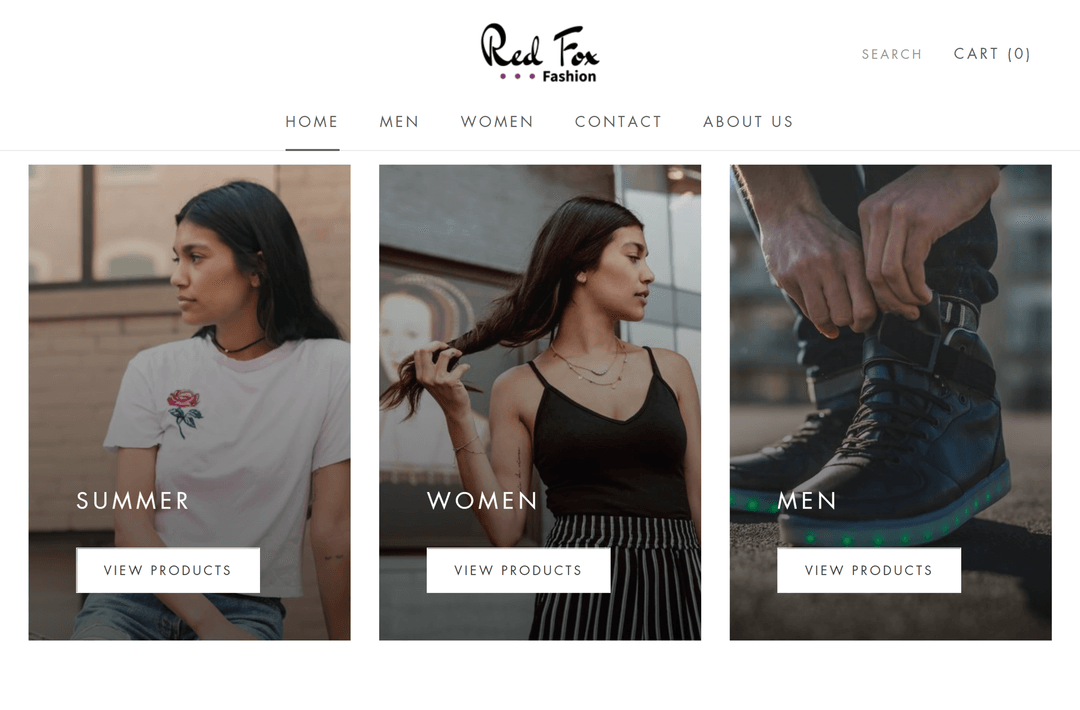 Red Fox
Fashion
SEARCH
CART (0)
HOME
MEN
WOMEN
CONTACT
ABOUT US
SUMMER
VIEW PRODUCTS
WOMEN
VIEW PRODUCTS
MEN
VIEW PRODUCTS